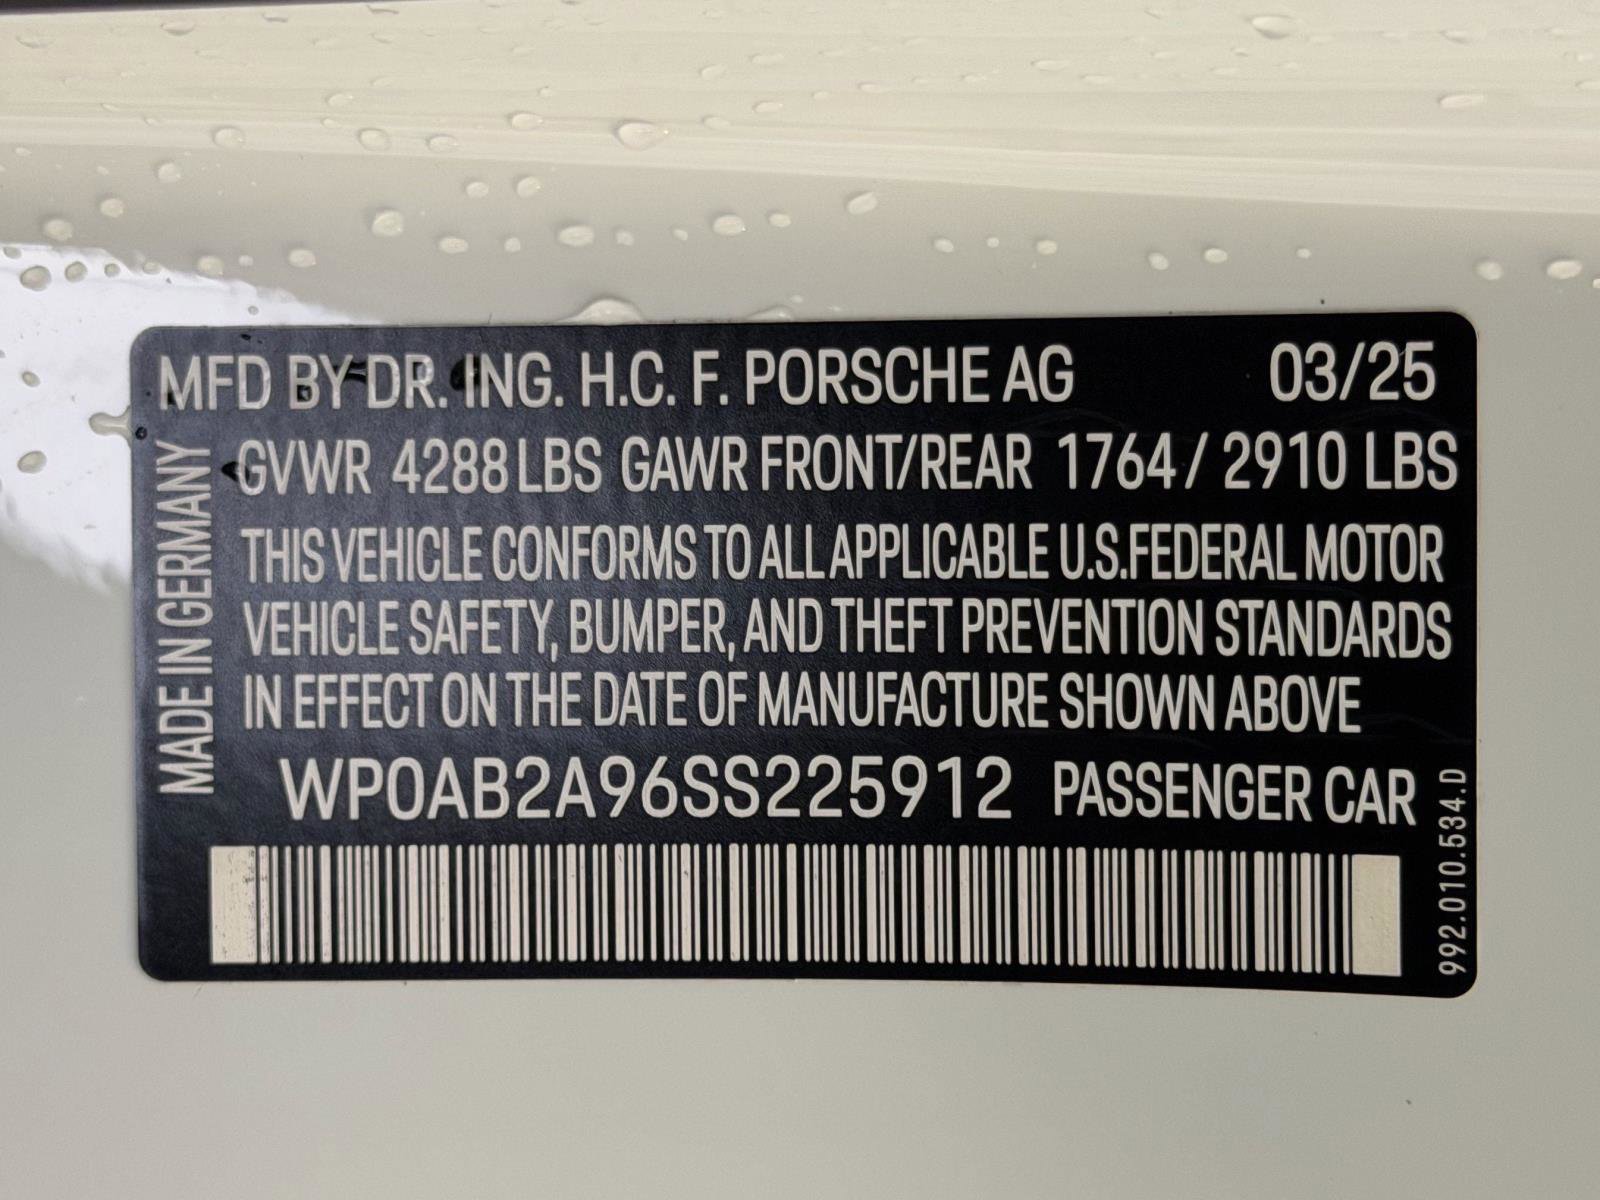 MFD BY DR. ING. H.C. F. PORSCHE AG 03/25
GVWR 4288 LBS GAWR FRONT/REAR 1764 / 2910 LBS
THIS VEHICLE CONFORMS TO ALL APPLICABLE U.S. FEDERAL MOTOR
VEHICLE SAFETY, BUMPER, AND THEFT PREVENTION STANDARDS
IN EFFECT ON THE DATE OF MANUFACTURE SHOWN ABOVE
WP0AB2A96SS225912 PASSENGER CAR
MADE IN GERMANY
992.010.534.D